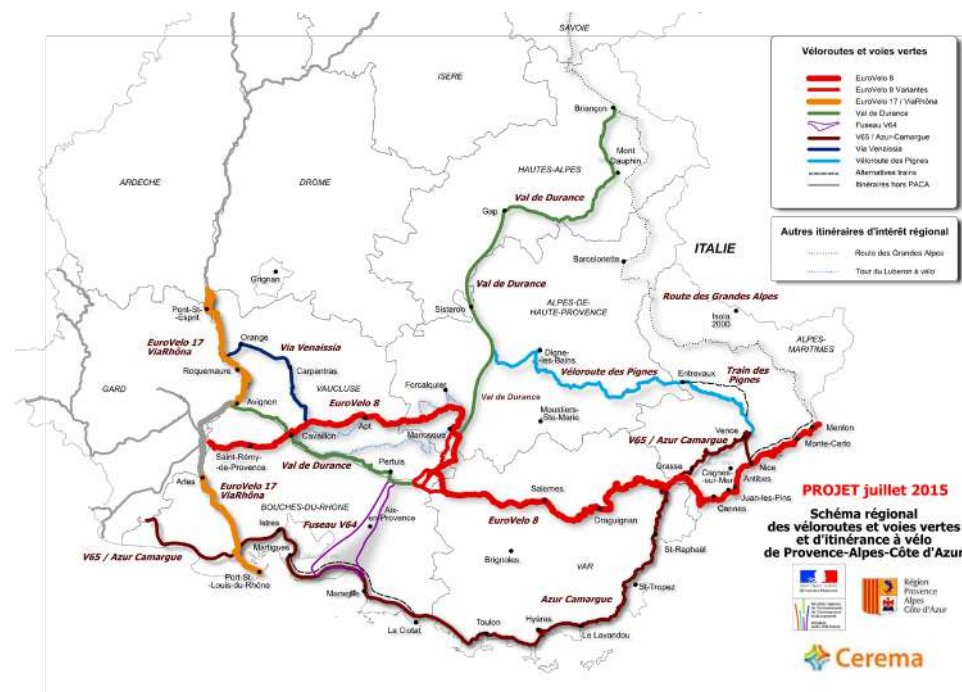 SAVOIE
ISERE
ARDECHE
DROME
HAUTES-ALPES
Briançon
Mont
Dauphin
Val de Durance
Gap
Grignan
Barcelonette
ITALIE
Val de Durance
Sisteron
ALPES-DE-
HAUTE-PROVENCE
Route des Grandes Alpes
Isola
2000
ALPES-
MARITIMES
Pont-St-
-Esprit
EuroVelo 17
ViaRhôna
Orange
Via Venaissia
Roquemaure
Carpentras
GARD
VAUCLUSE
Digne-
-les-Bains
Véloroute des Pignes
Entrevaux
Train des
Pignes
Forcalquier
Val de Durance
Avignon
EuroVelo 8
Apt
Manosque
Moustiers-
-Ste-Marie
Cavaillon
Saint-Rémy-
-de-Provence
Val de Durance
Pertuis
V65 / Azur Camargue
Vence
Menton
Monte-Carlo
Grasse
Cagnes-
-sur-Mer
Nice
Antibes
Juan-les-Pins
Cannes
Arles
EuroVelo 17
ViaRhôna
BOUCHES-DU-RHONE
Istres
Fuseau V64
Aix-
-en-Provence
Salernes
EuroVelo 8
Draguignan
St-Raphaël
V65 / Azur Camargue
Martigues
Port-St-
-Louis-du-Rhône
Marseille
Brignoles
VAR
St-Tropez
Azur Camargue
La Ciotat
Toulon
Hyères
Le Lavandou
Véloroutes et voies vertes
EuroVelo 8
EuroVelo 8 Variantes
EuroVelo 17 / ViaRhôna
Val de Durance
Fuseau V64
V65 / Azur-Camargue
Via Venaissia
Véloroute des Pignes
Alternatives trains
Itinéraires hors PACA
Autres itinéraires d'intérêt régional
Route des Grandes Alpes
Tour du Luberon à vélo
PROJET juillet 2015
Schéma régional
des véloroutes et voies vertes
et d'itinérance à vélo
de Provence-Alpes-Côte d'Azur
Région
Provence
Alpes
Côte d'Azur
Cerema